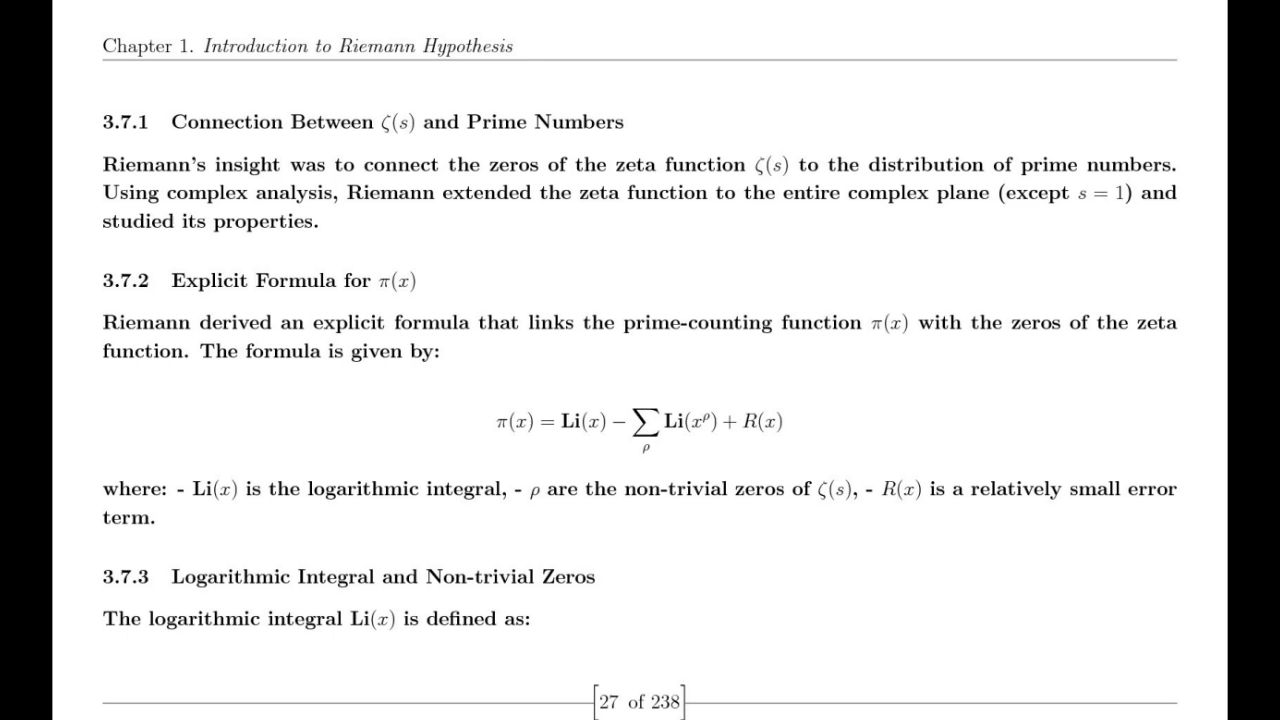 Chapter 1. Introduction to Riemann Hypothesis
3.7.1 Connection Between ζ(s) and Prime Numbers
Riemann's insight was to connect the zeros of the zeta function ζ(s) to the distribution of prime numbers.
Using complex analysis, Riemann extended the zeta function to the entire complex plane (except s = 1) and
studied its properties.
3.7.2 Explicit Formula for π(x)
Riemann derived an explicit formula that links the prime-counting function π(x) with the zeros of the zeta
function. The formula is given by:
π(x) = Li(x) − ∑ρ Li(x^ρ) + R(x)
where: - Li(x) is the logarithmic integral, - ρ are the non-trivial zeros of ζ(s), - R(x) is a relatively small error
term.
3.7.3 Logarithmic Integral and Non-trivial Zeros
The logarithmic integral Li(x) is defined as:
27 of 238